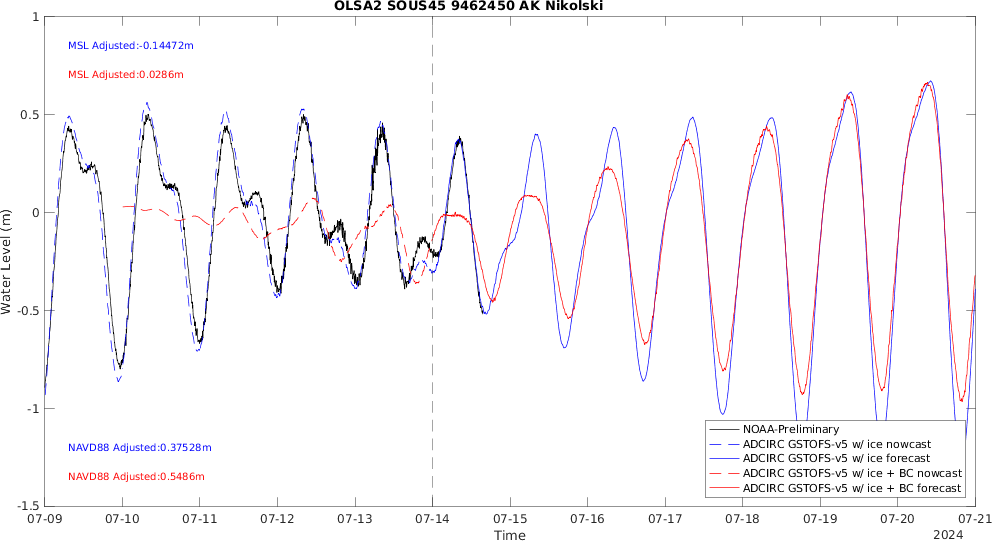 OLSA2 SOUS45 9462450 AK Nikolski
1
MSL Adjusted:-0.14472m
MSL Adjusted:0.0286m
0.5
0
Water Level (m)
-0.5
-1
NOAA-Preliminary
ADCIRC GSTOFS-v5 w/ ice nowcast
NAVD88 Adjusted:0.37528m
ADCIRC GSTOFS-v5 w/ ice forecast
ADCIRC GSTOFS-v5 w/ ice + BC nowcast
NAVD88 Adjusted:0.5486m
ADCIRC GSTOFS-v5 w/ ice + BC forecast
-1.5
07-09 07-10 07-11 07-12 07-13 07-14 07-15 07-16 07-17 07-18 07-19 07-20 07-21
Time
2024